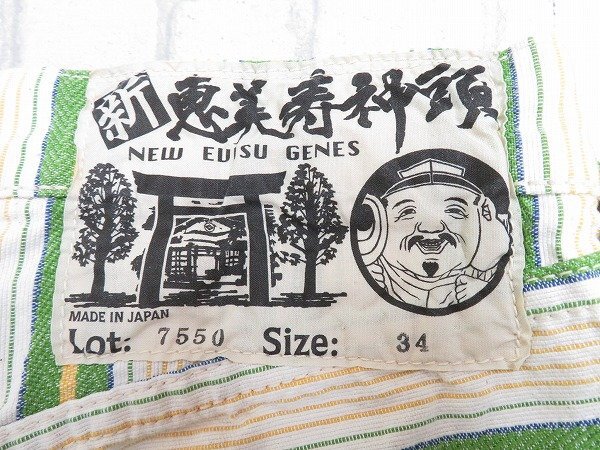 新 恵美寿神頭
NEW EVISU GENES
MADE IN JAPAN
Lot: 7550 Size: 34